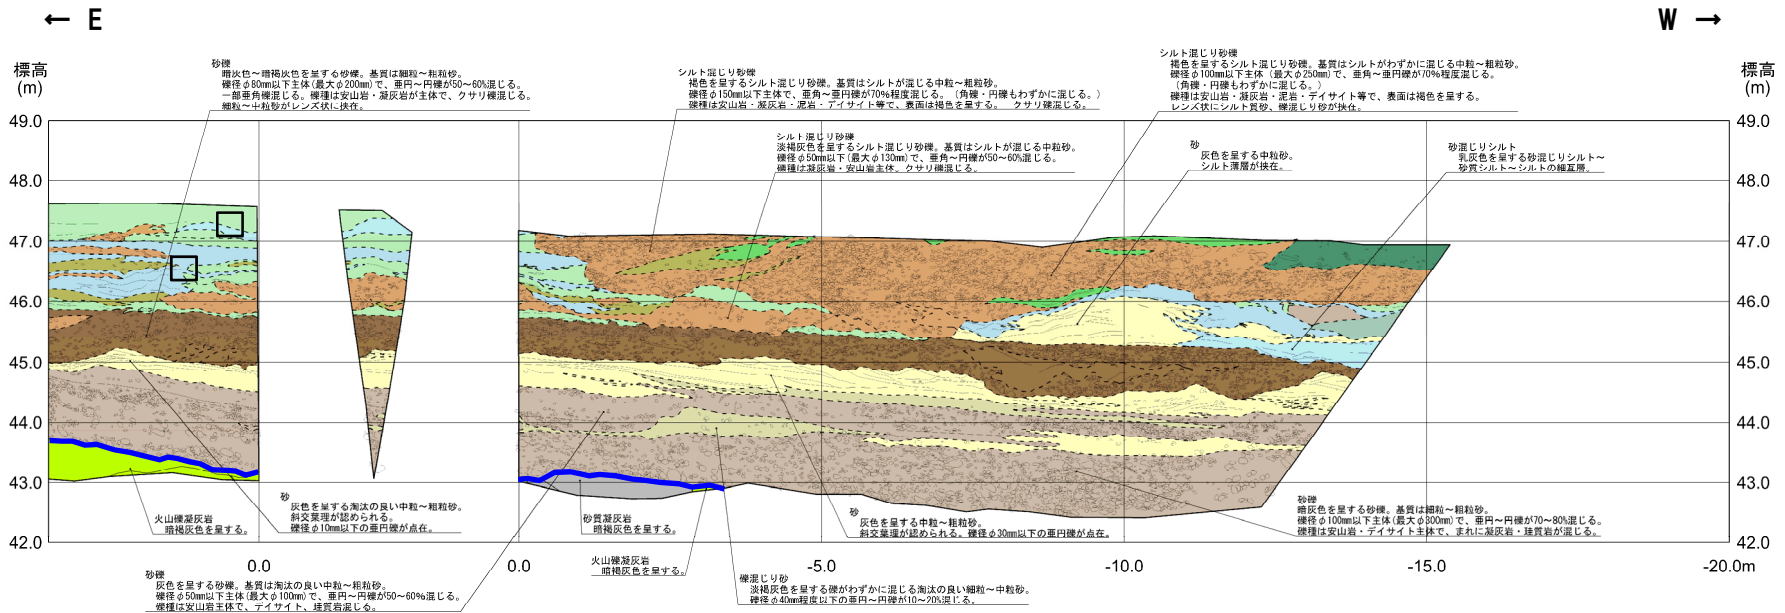 ← E
W →
標高
(m)
標高
(m)
砂礫
暗灰色～暗褐灰色を呈する砂礫。基質は細粒～粗粒砂。
礫径φ80mm以下主体(最大φ200mm)で、亜円～円礫が50～60%混じる。
一部亜角礫混じる。礫種は安山岩・凝灰岩が主体で、クサリ礫混じる。
細粒～中粒砂がレンズ状に挟在。
シルト混じり砂礫
褐色を呈するシルト混じり砂礫。基質はシルトが混じる中粒～粗粒砂。
礫径φ150mm以下主体で、亜角～亜円礫が70%程度混じる。（角礫・円礫もわずかに混じる。）
礫種は安山岩・凝灰岩・泥岩・デイサイト等で、表面は褐色を呈する。 クサリ礫混じる。
シルト混じり砂礫
淡褐灰色を呈するシルト混じり砂礫。基質はシルトが混じる中粒砂。
礫径φ50mm以下(最大φ130mm)で、亜角～円礫が50～60%混じる。
礫種は凝灰岩・安山岩主体。クサリ礫混じる。
シルト混じり砂礫
褐色を呈するシルト混じり砂礫。基質はシルトがわずかに混じる中粒～粗粒砂。
礫径φ100mm以下主体（最大φ250mm)で、亜角～亜円礫が70%程度混じる。
（角礫・円礫もわずかに混じる。）
礫種は安山岩・凝灰岩・泥岩・デイサイト等で、表面は褐色を呈する。
レンズ状にシルト質砂、礫混じり砂が挟在。
砂
灰色を呈する中粒砂。
シルト薄層が挟在。
砂混じりシルト
乳灰色を呈する砂混じりシルト～
砂質シルト～シルトの細互層。
49.0
48.0
47.0
46.0
45.0
44.0
43.0
42.0
49.0
48.0
47.0
46.0
45.0
44.0
43.0
42.0
火山礫凝灰岩
暗褐灰色を呈する。
砂
灰色を呈する淘汰の良い中粒～粗粒砂。
斜交葉理が認められる。
礫径φ10mm以下の亜円礫が点在。
砂質凝灰岩
暗褐灰色を呈する。
砂
灰色を呈する中粒～粗粒砂。
斜交葉理が認められる。礫径φ30mm以下の亜円礫が点在。
砂礫
暗灰色を呈する砂礫。基質は細粒～粗粒砂。
礫径φ100mm以下主体(最大φ300mm)で、亜円～円礫が70～80%混じる。
礫種は安山岩・デイサイト主体で、まれに凝灰岩・珪質岩が混じる。
0.0
0.0
-5.0
-10.0
-15.0
-20.0m
火山礫凝灰岩
暗褐灰色を呈する。
砂礫
灰色を呈する砂礫。基質は淘汰の良い中粒～粗粒砂。
礫径φ50mm以下主体(最大φ100mm)で、亜円～円礫が50～60%混じる。
礫種は安山岩主体で、デイサイト、珪質岩混じる。
礫混じり砂
淡褐灰色を呈する礫がわずかに混じる淘汰の良い細粒～中粒砂。
礫径φ40mm程度以下の亜円～円礫が10～20%混じる。